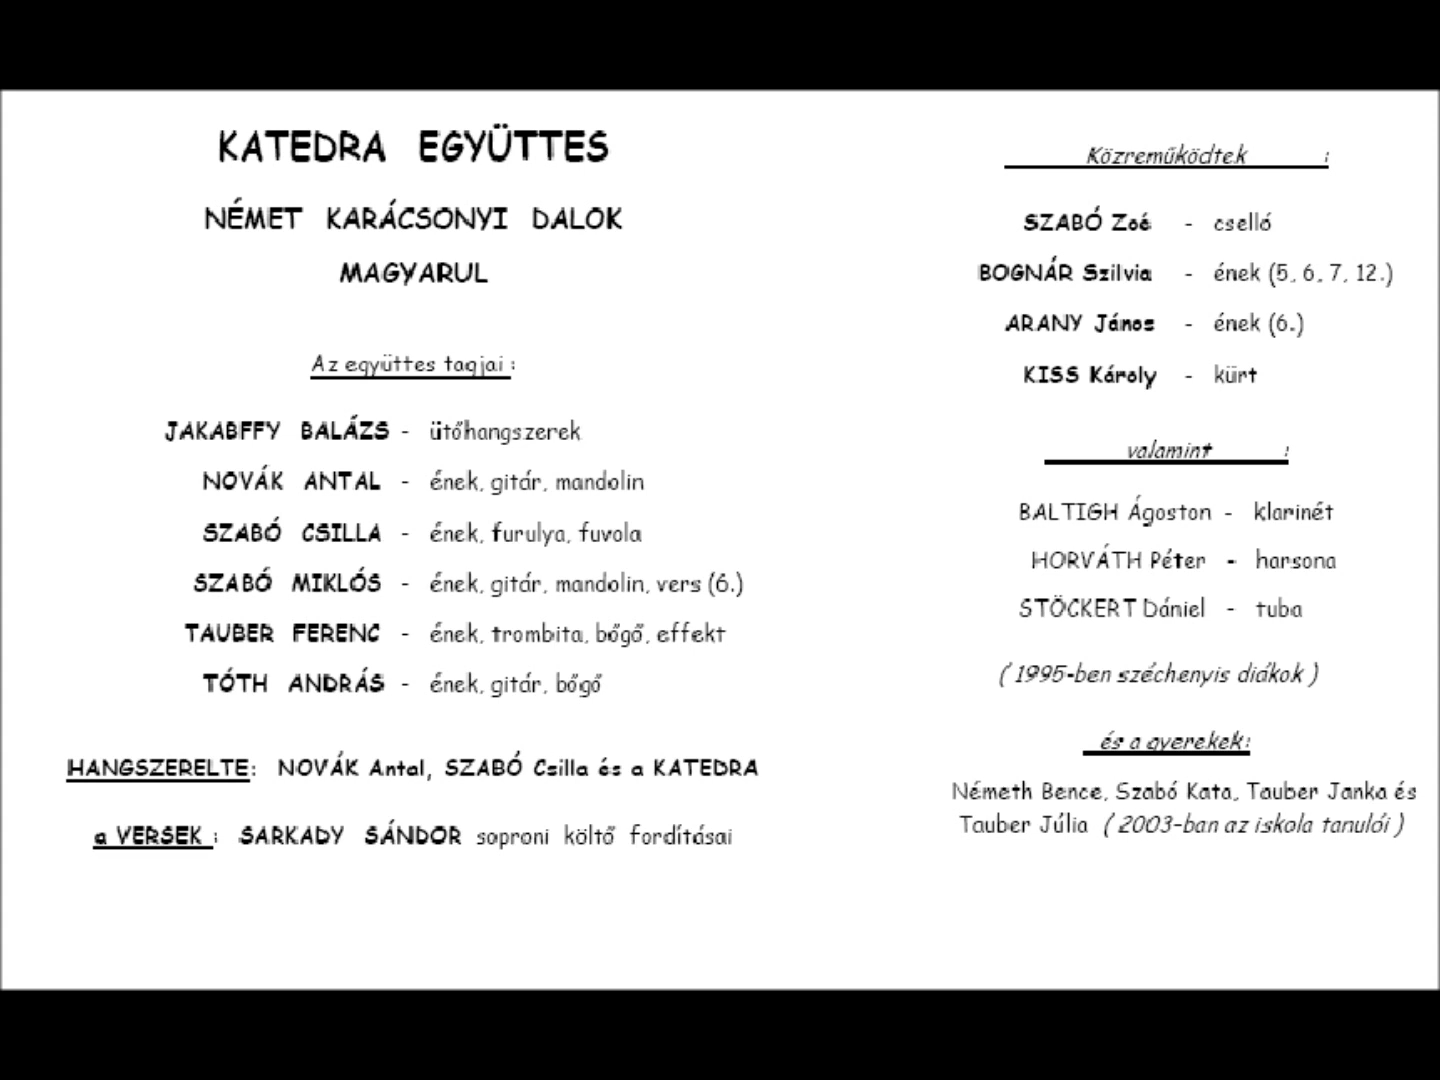 KATEDRA EGYÜTTES
NÉMET KARÁCSONYI DALOK
MAGYARUL
Az együttes tagjai :
JAKABFFY BALÁZS - ütőhangszerek
NOVÁK ANTAL - ének, gitár, mandolin
SZABÓ CSILLA - ének, furulya, fuvola
SZABÓ MIKLÓS - ének, gitár, mandolin, vers (6.)
TAUBER FERENC - ének, trombita, bőgő, effekt
TÓTH ANDRÁS - ének, gitár, bőgő
HANGSZERELTE: NOVÁK Antal, SZABÓ Csilla és a KATEDRA
a VERSEK : SARKADY SÁNDOR soproni költő fordításai
Közreműködtek :
SZABÓ Zoé - cselló
BOGNÁR Szilvia - ének (5, 6, 7, 12.)
ARANY János - ének (6.)
KISS Károly - kürt
valamint :
BALTIGH Ágoston - klarinét
HORVÁTH Péter - harsona
STÖCKERT Dániel - tuba
( 1995-ben széchenyis diákok )
és a gyerekek:
Németh Bence, Szabó Kata, Tauber Janka és
Tauber Júlia ( 2003-ban az iskola tanulói )